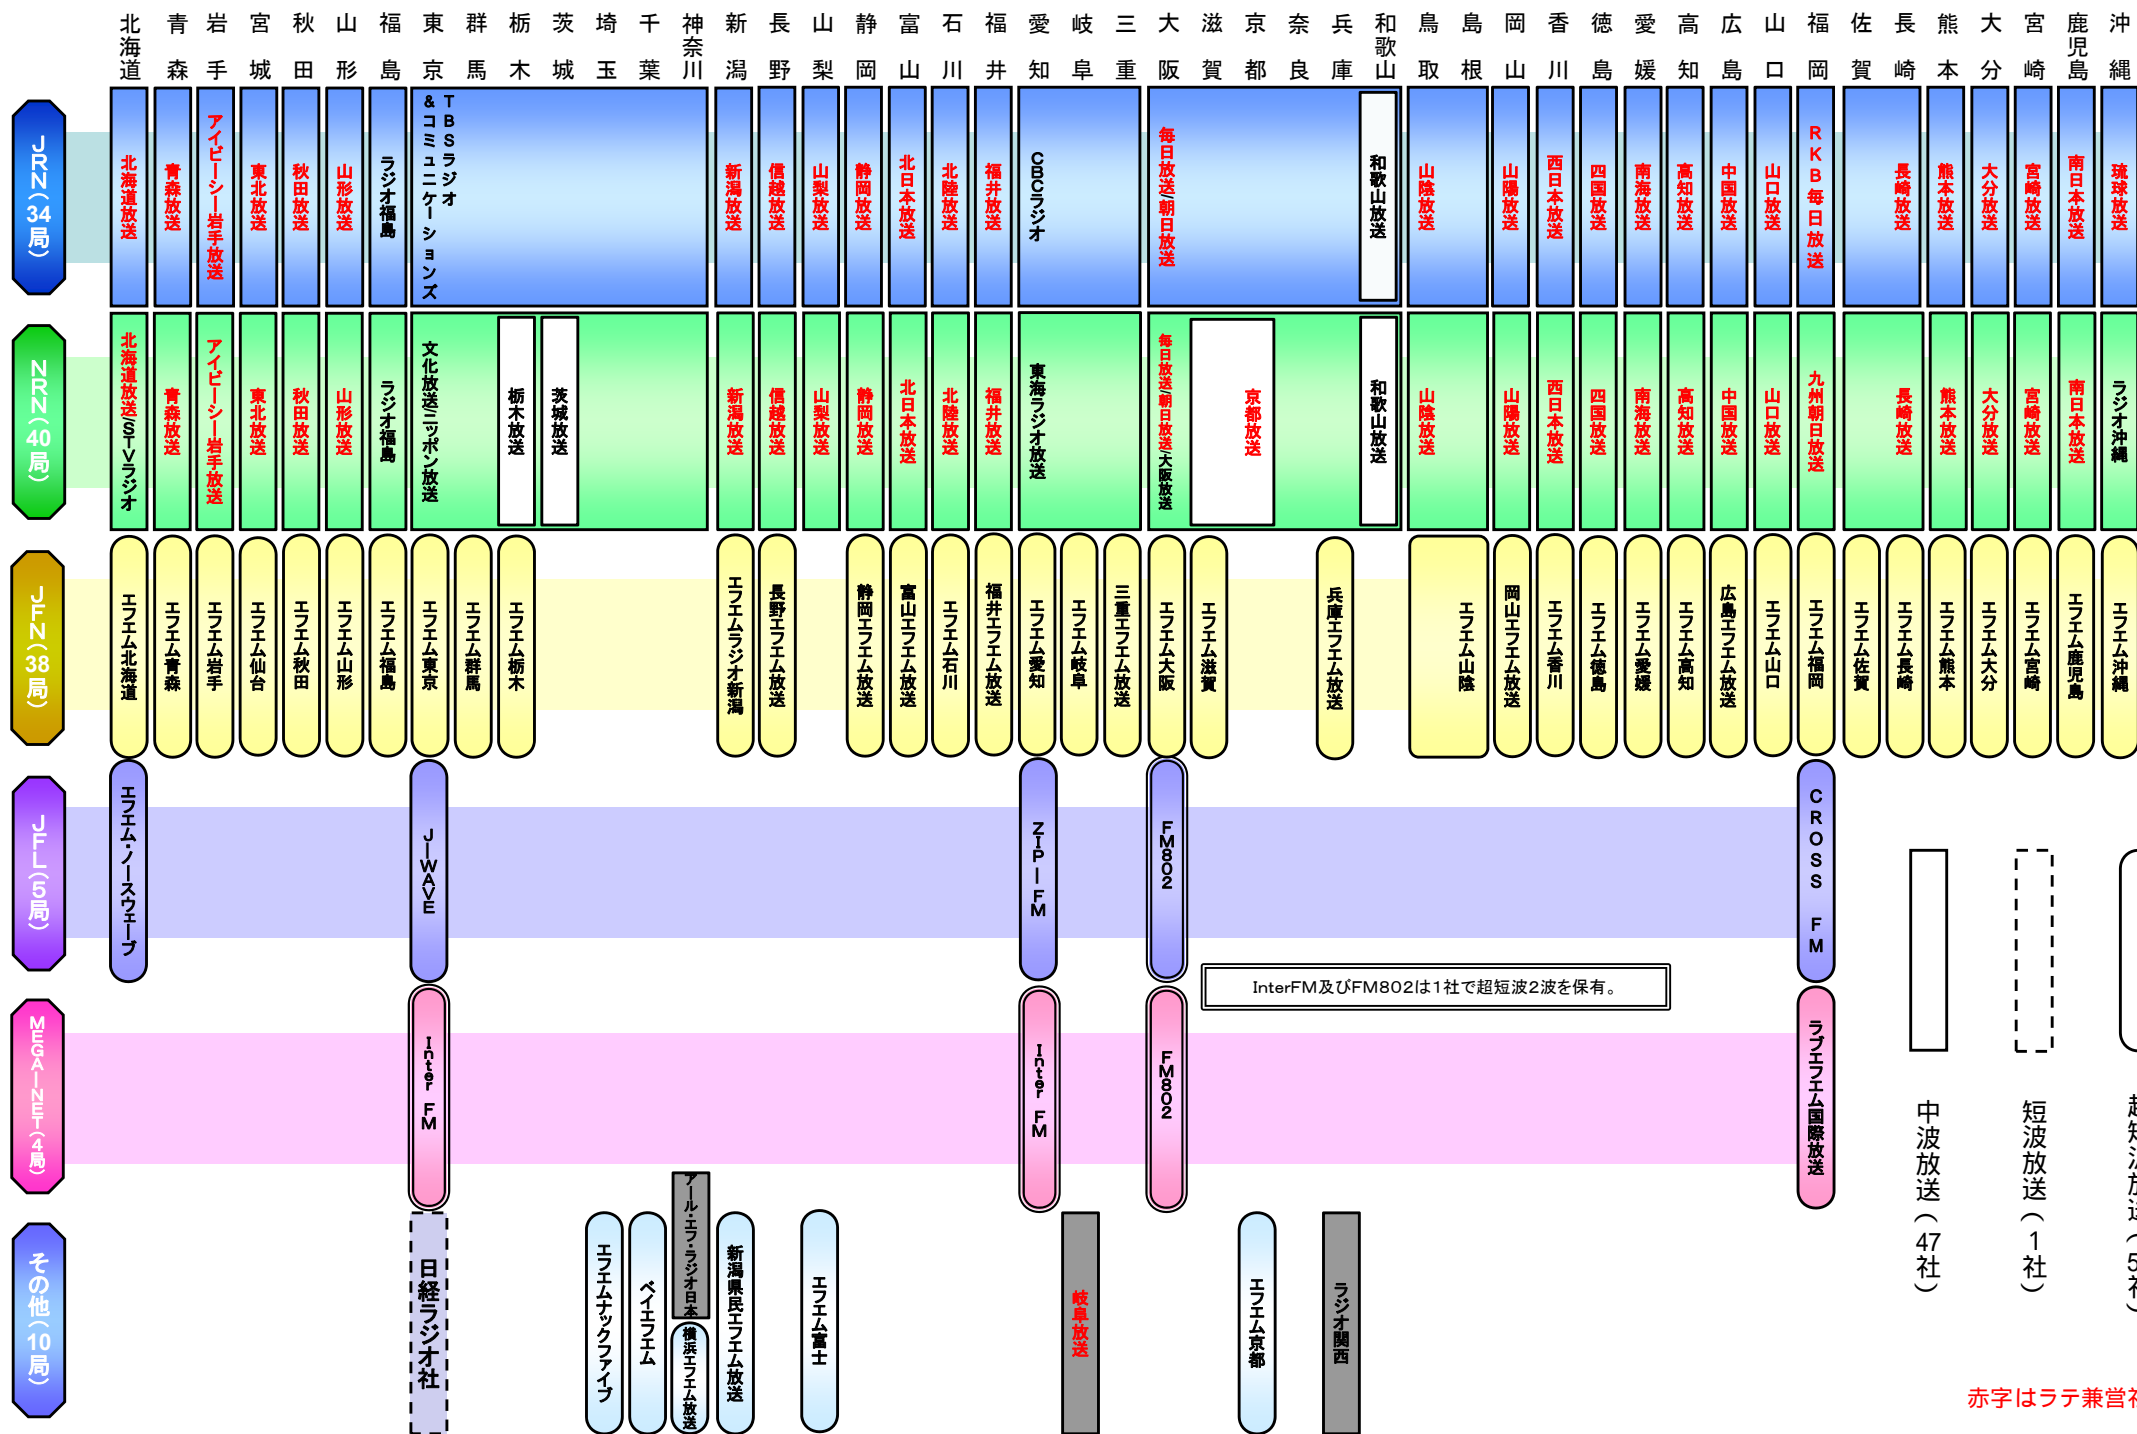 北海道
青森
岩手
宮城
秋田
山形
福島
東京
群馬
栃木
茨城
埼玉
千葉
神奈川
新潟
長野
山梨
静岡
富山
石川
福井
愛知
岐阜
三重
大阪
滋賀
京都
奈良
兵庫
和歌山
鳥取
島根
岡山
香川
徳島
愛媛
高知
広島
山口
福岡
佐賀
長崎
熊本
大分
宮崎
鹿児島
沖縄
JRN(34局)
北海道放送
青森放送
アイビーシー岩手放送
東北放送
秋田放送
山形放送
ラジオ福島
TBSラジオ
&コミュニケーションズ
新潟放送
信越放送
山梨放送
静岡放送
北日本放送
北陸放送
福井放送
CBCラジオ
毎日放送/朝日放送
和歌山放送
山陰放送
山陽放送
西日本放送
四国放送
南海放送
高知放送
中国放送
山口放送
RKB毎日放送
長崎放送
熊本放送
大分放送
宮崎放送
南日本放送
琉球放送
NRN(40局)
北海道放送/STVラジオ
青森放送
アイビーシー岩手放送
東北放送
秋田放送
山形放送
ラジオ福島
文化放送/ニッポン放送
栃木放送
茨城放送
新潟放送
信越放送
山梨放送
静岡放送
北日本放送
北陸放送
福井放送
東海ラジオ放送
毎日放送/朝日放送/大阪放送
京都放送
和歌山放送
山陰放送
山陽放送
西日本放送
四国放送
南海放送
高知放送
中国放送
山口放送
九州朝日放送
長崎放送
熊本放送
大分放送
宮崎放送
南日本放送
ラジオ沖縄
JFN(38局)
エフエム北海道
エフエム青森
エフエム岩手
エフエム仙台
エフエム秋田
エフエム山形
エフエム福島
エフエム東京
エフエム群馬
エフエム栃木
エフエムラジオ新潟
長野エフエム放送
静岡エフエム放送
富山エフエム放送
エフエム石川
福井エフエム放送
エフエム愛知
エフエム岐阜
三重エフエム放送
エフエム大阪
エフエム滋賀
兵庫エフエム放送
エフエム山陰
岡山エフエム放送
エフエム香川
エフエム徳島
エフエム愛媛
エフエム高知
広島エフエム放送
エフエム山口
エフエム福岡
エフエム佐賀
エフエム長崎
エフエム熊本
エフエム大分
エフエム宮崎
エフエム鹿児島
エフエム沖縄
JFL(5局)
エフエム・ノースウェーブ
J-WAVE
ZIP-FM
FM802
CROSS FM
InterFM及びFM802は1社で超短波2波を保有。
MEGA-NET(4局)
Inter FM
Inter FM
FM802
ラブエフエム国際放送
中波放送(47社)
短波放送(1社)
その他(10局)
日経ラジオ社
エフエムナックファイブ
ベイエフエム
アール・エフ・ラジオ日本
横浜エフエム放送
新潟県民エフエム放送
エフエム富士
岐阜放送
エフエム京都
ラジオ関西
赤字はラテ兼営